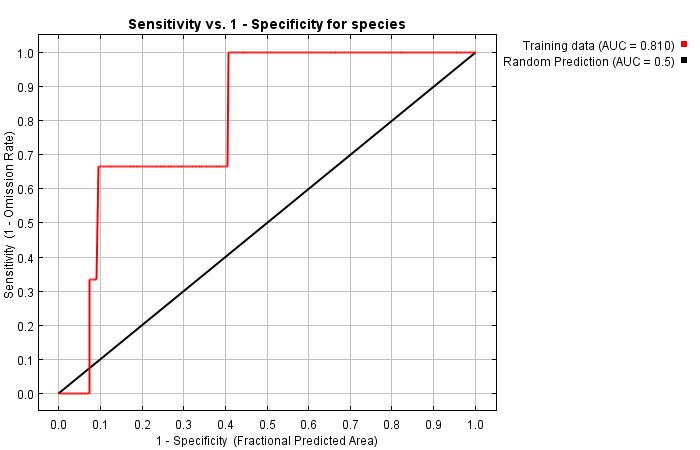 Sensitivity vs. 1 - Specificity for species
Training data (AUC = 0.810)
Random Prediction (AUC = 0.5)
Sensitivity (1 - Omission Rate)
1.0
0.9
0.8
0.7
0.6
0.5
0.4
0.3
0.2
0.1
0.0
0.0 0.1 0.2 0.3 0.4 0.5 0.6 0.7 0.8 0.9 1.0
1 - Specificity (Fractional Predicted Area)